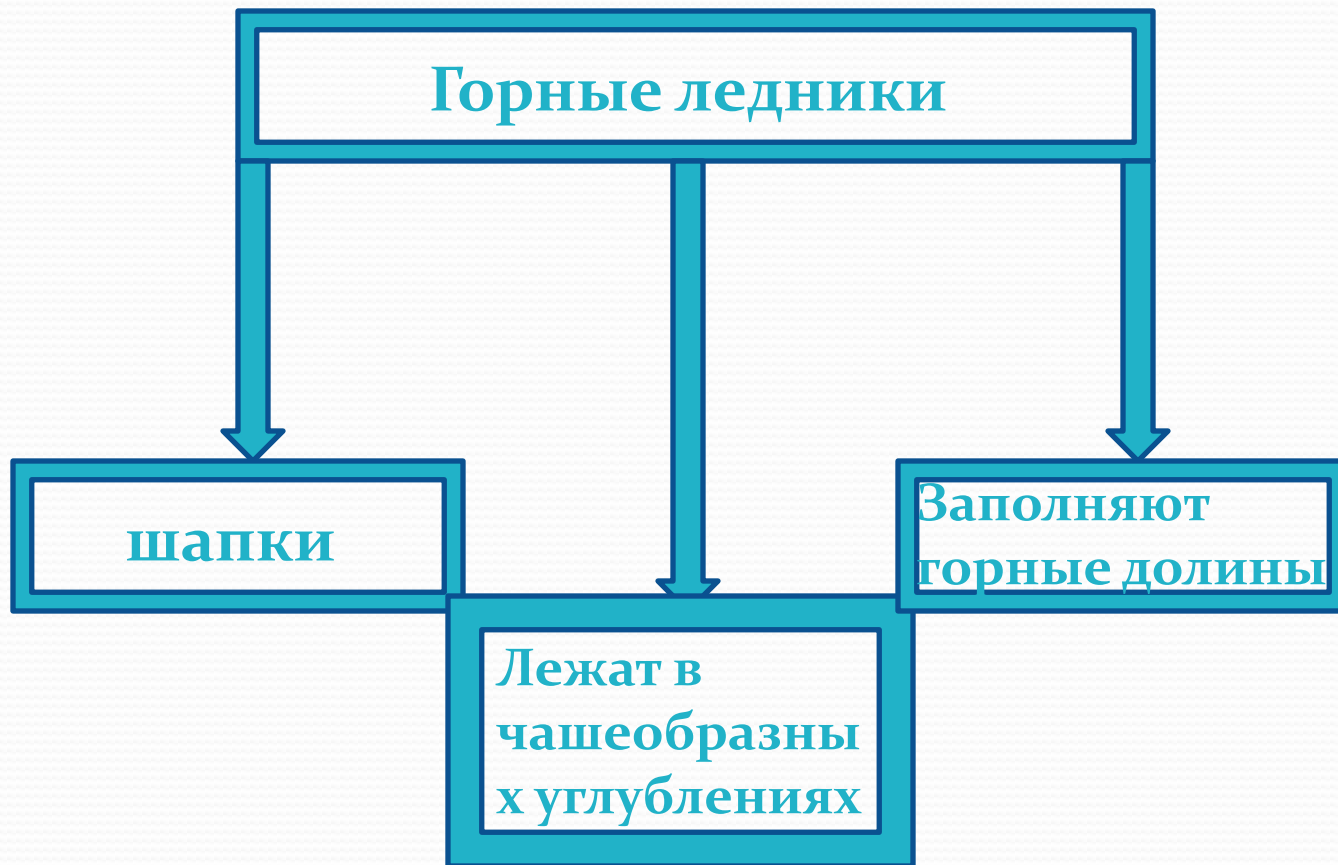 Горные ледники
шапки
Лежат в
чашеобразны
х углублениях
Заполняют
горные долины